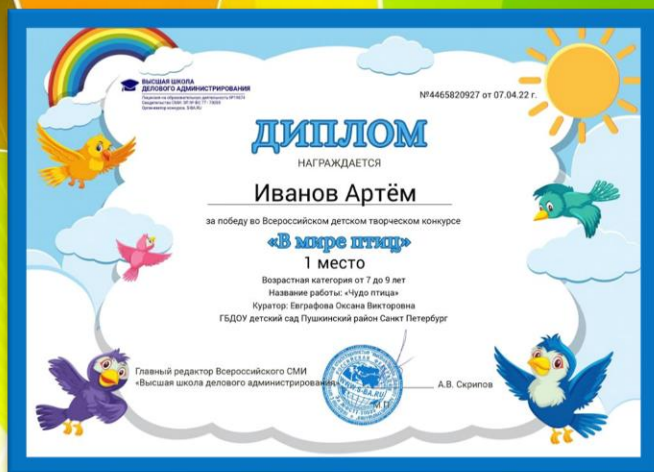 ВЫСШАЯ ШКОЛА
ДЕЛОВОГО АДМИНИСТРИРОВАНИЯ
№4465820927 от 07.04.22 г.
ДИПЛОМ
НАГРАЖДАЕТСЯ
Иванов Артём
за победу во Всероссийском детском творческом конкурсе
«В мире птиц»
1 место
Возрастная категория от 7 до 9 лет
Название работы: «Чудо птица»
Куратор: Евграфова Оксана Викторовна
ГБДОУ детский сад Пушкинский район Санкт Петербург
Главный редактор Всероссийского СМИ
«Высшая школа делового администрирования»
А.В. Скрипов